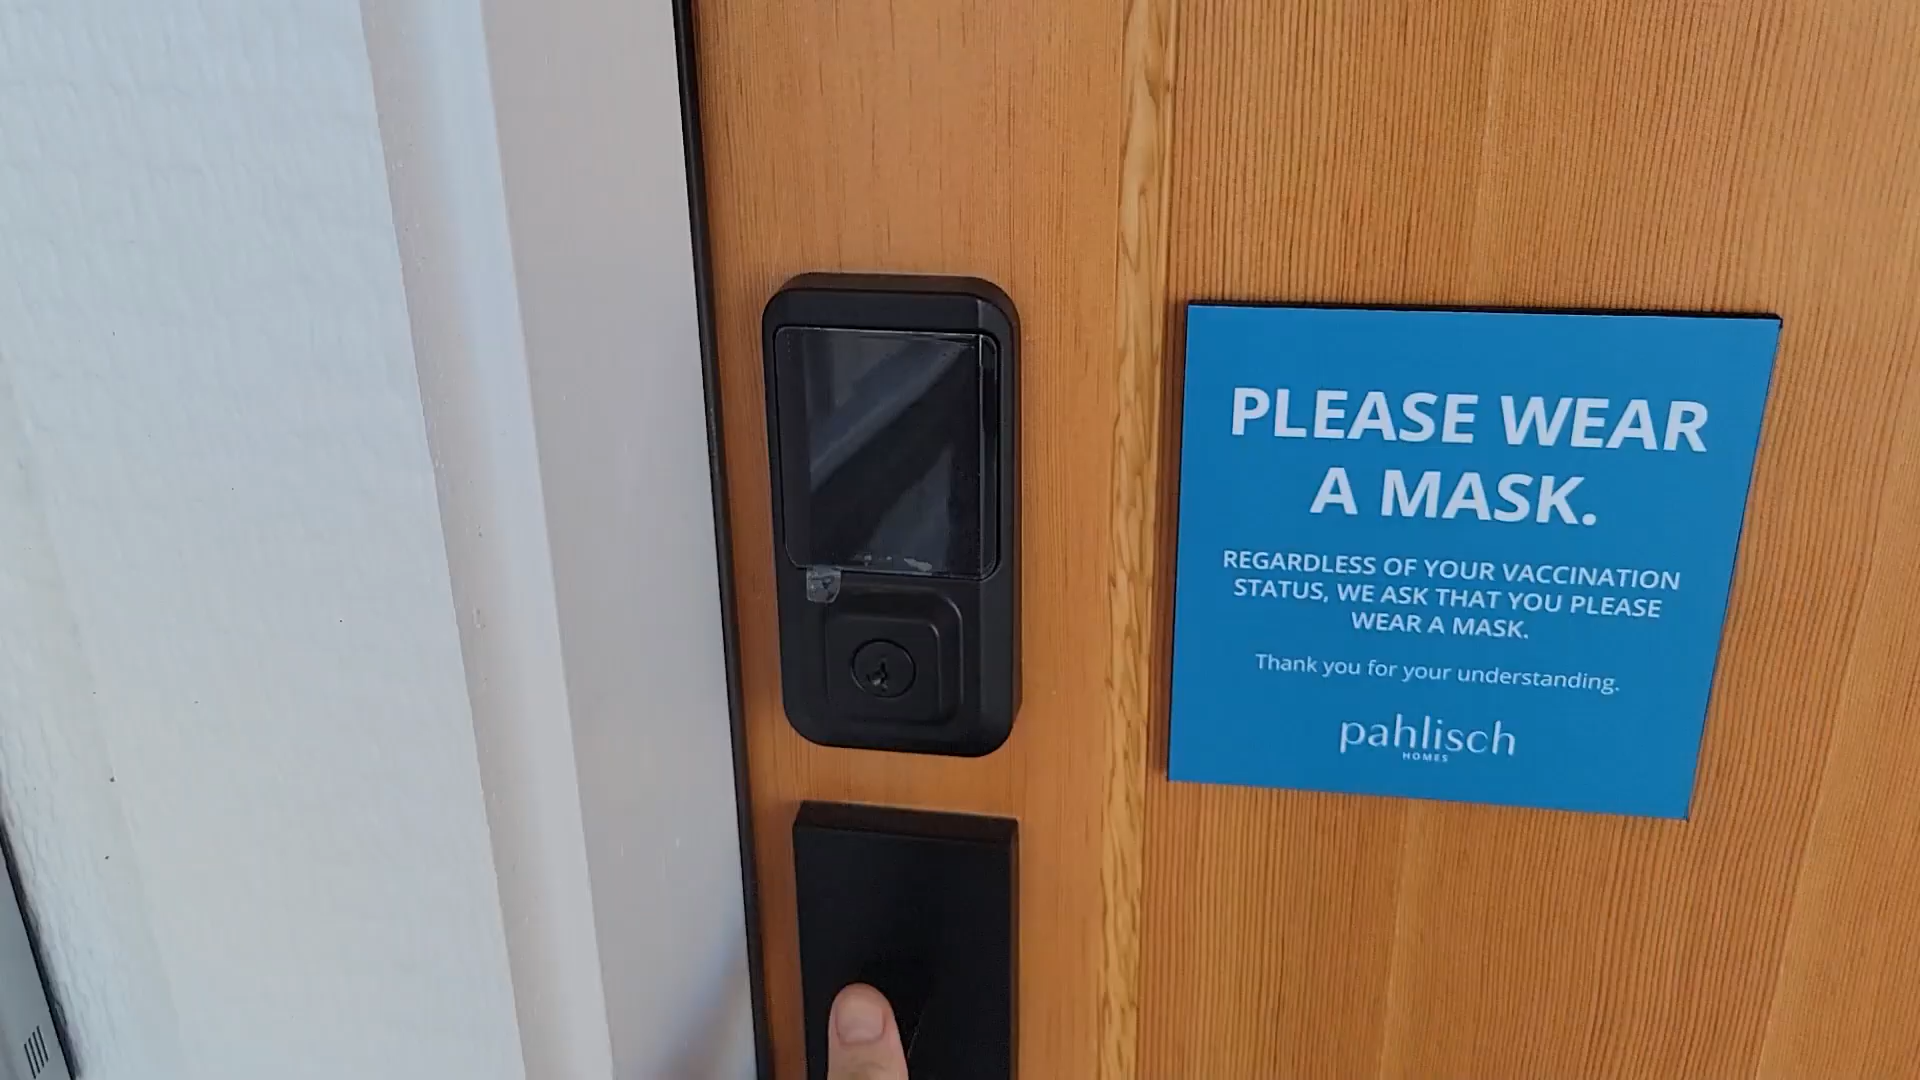 PLEASE WEAR
A MASK.
REGARDLESS OF YOUR VACCINATION
STATUS, WE ASK THAT YOU PLEASE
WEAR A MASK.
Thank you for your understanding.
pahlisch
HOMES